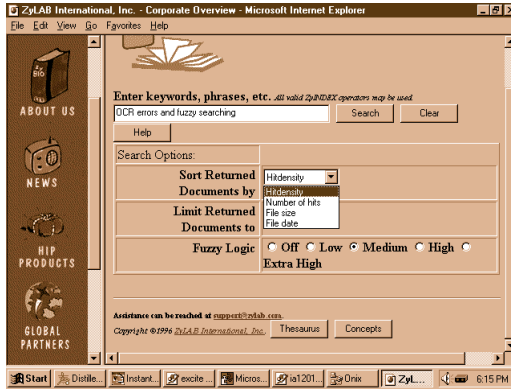 ZyLAB International, Inc. - Corporate Overview - Microsoft Internet Explorer
File Edit View Go Favorites Help
BIO
ABOUT US
NEWS
HIP
PRODUCTS
GLOBAL
PARTNERS
Enter keywords, phrases, etc. All valid ZyINDEX operators may be used.
OCR errors and fuzzy searching
Search
Clear
Help
Search Options:
Sort Returned
Documents by
Hitdensity
Hitdensity
Number of hits
File size
File date
Limit Returned
Documents to
Fuzzy Logic
Off Low Medium High
Extra High
Assistance can be reached at support@zylab.com.
Copyright ©1996 ZyLAB International, Inc.
Thesaurus
Concepts
Start
Distille...
Instant...
excite ...
Micros...
ia1201...
Onix
ZyL...
6:15 PM